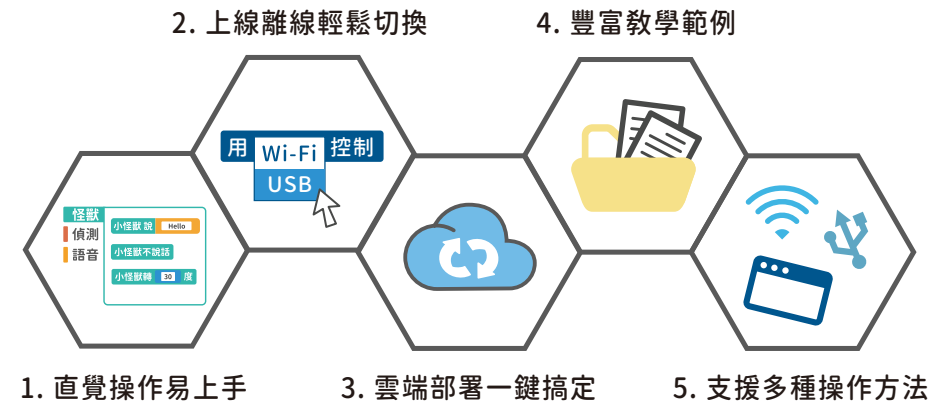 2. 上線離線輕鬆切換
4. 豐富教學範例
用 Wi-Fi 控制
USB
怪獸
偵測
語音
小怪獸 說 Hello
小怪獸不說話
小怪獸轉 30 度
1. 直覺操作易上手
3. 雲端部署一鍵搞定
5. 支援多種操作方法